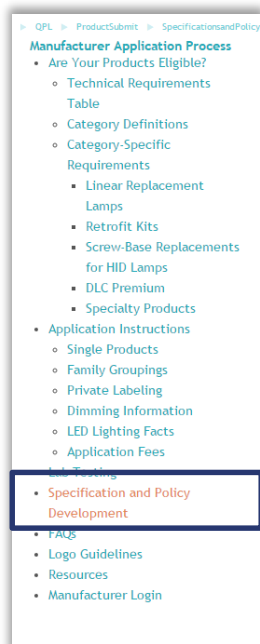 QPL ▶ ProductSubmit ▶ SpecificationsandPolicy
Manufacturer Application Process
Are Your Products Eligible?
Technical Requirements
Table
Category Definitions
Category-Specific
Requirements
Linear Replacement
Lamps
Retrofit Kits
Screw-Base Replacements
for HID Lamps
DLC Premium
Specialty Products
Application Instructions
Single Products
Family Groupings
Private Labeling
Dimming Information
LED Lighting Facts
Application Fees
Lab Testing
Specification and Policy
Development
FAQs
Logo Guidelines
Resources
Manufacturer Login